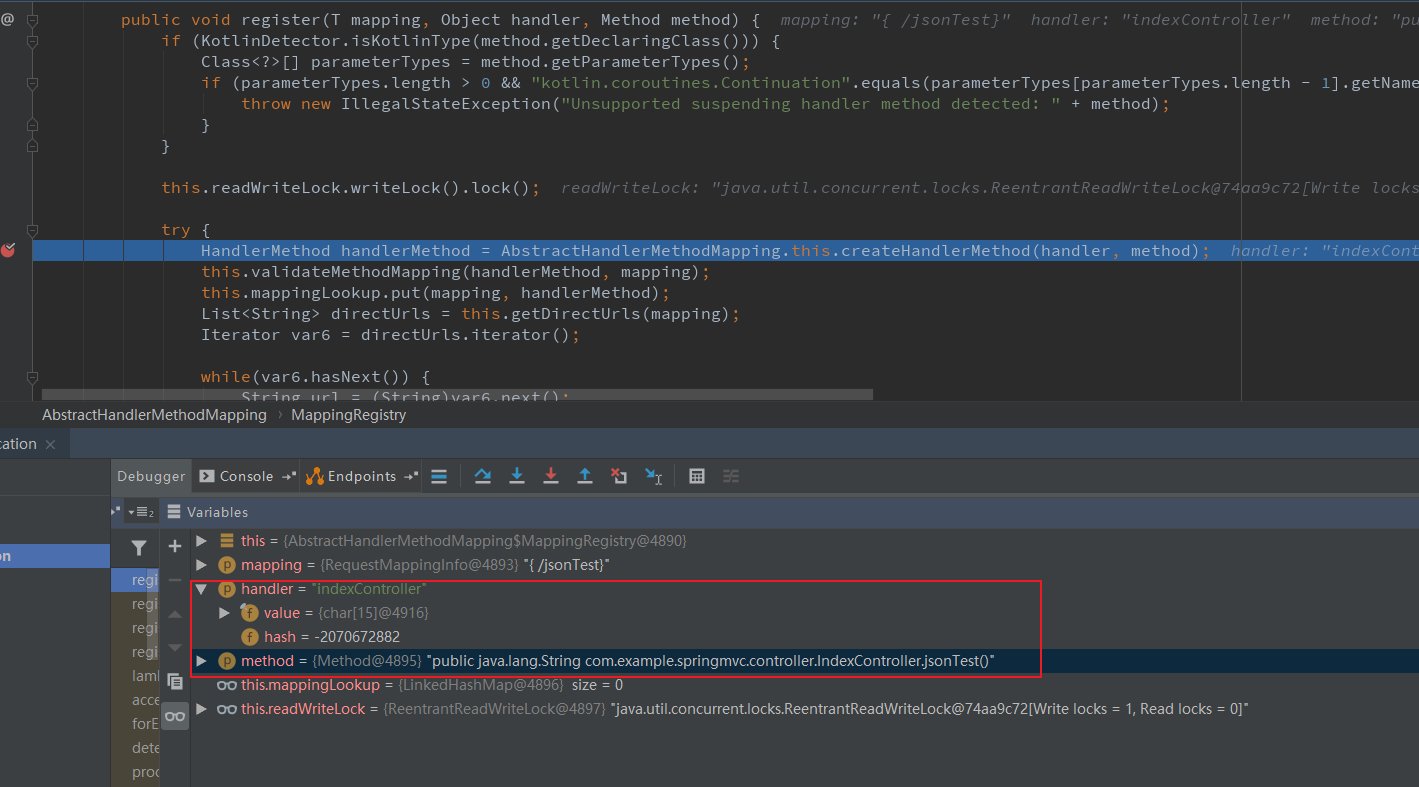 @ public void register(T mapping, Object handler, Method method) { mapping: "{ /jsonTest}" handler: "indexController" method: "pu
if (KotlinDetector.isKotlinType(method.getDeclaringClass())) {
Class<?>[] parameterTypes = method.getParameterTypes();
if (parameterTypes.length > 0 && "kotlin.coroutines.Continuation".equals(parameterTypes[parameterTypes.length - 1].getName
throw new IllegalStateException("Unsupported suspending handler method detected: " + method);
}
}
this.readWriteLock.writeLock().lock(); readWriteLock: "java.util.concurrent.locks.ReentrantReadWriteLock@74aa9c72[Write locks
try {
HandlerMethod handlerMethod = AbstractHandlerMethodMapping.this.createHandlerMethod(handler, method); handler: "indexCont
this.validateMethodMapping(handlerMethod, mapping);
this.mappingLookup.put(mapping, handlerMethod);
List<String> directUrls = this.getDirectUrls(mapping);
Iterator var6 = directUrls.iterator();
while(var6.hasNext()) {
String url = (String)var6.next();
AbstractHandlerMethodMapping › MappingRegistry
cation ×
Debugger Console Endpoints
2 Variables
this = {AbstractHandlerMethodMapping$MappingRegistry@4890}
on
mapping = {RequestMappingInfo@4893} "{ /jsonTest}"
regi
handler = "indexController"
regi
value = {char[15]@4916}
regi
hash = -2070672882
regi
method = {Method@4895} "public java.lang.String com.example.springmvc.controller.IndexController.jsonTest()"
lamb
this.mappingLookup = {LinkedHashMap@4896} size = 0
acce
this.readWriteLock = {ReentrantReadWriteLock@4897} "java.util.concurrent.locks.ReentrantReadWriteLock@74aa9c72[Write locks = 1, Read locks = 0]"
forE
dete
proc